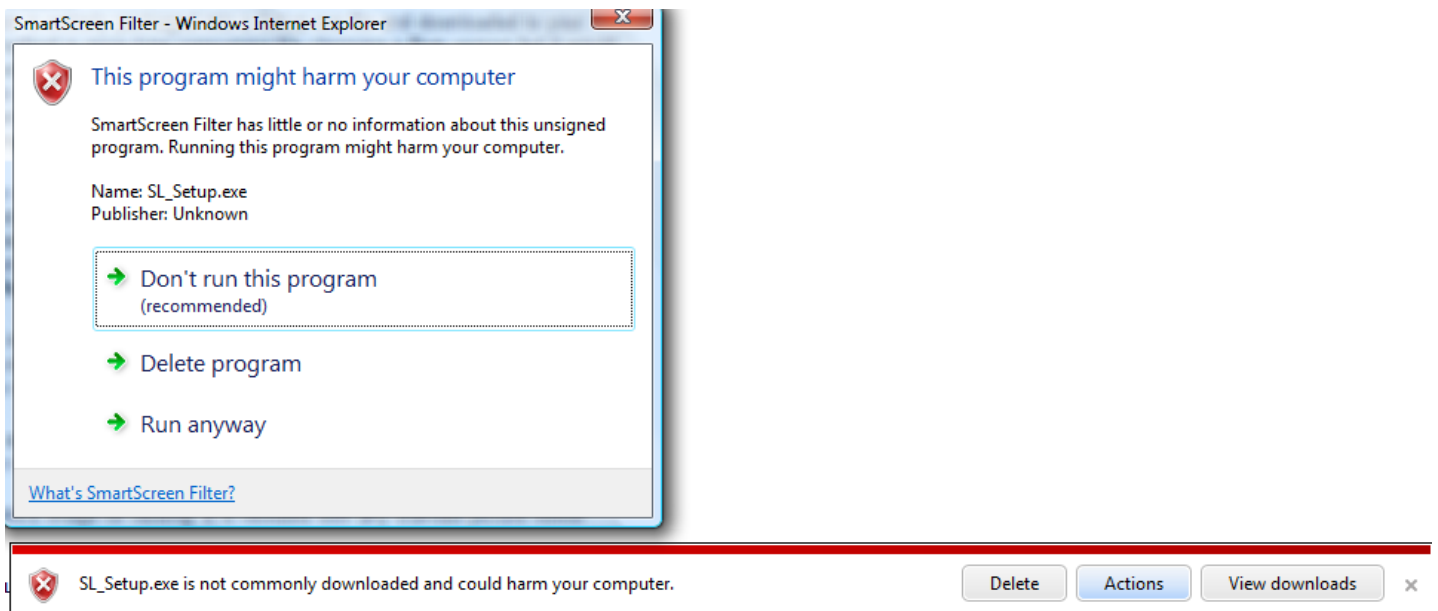 SmartScreen Filter - Windows Internet Explorer
This program might harm your computer
SmartScreen Filter has little or no information about this unsigned
program. Running this program might harm your computer.
Name: SL_Setup.exe
Publisher: Unknown
Don't run this program
(recommended)
Delete program
Run anyway
What's SmartScreen Filter?
SL_Setup.exe is not commonly downloaded and could harm your computer.
Delete
Actions
View downloads